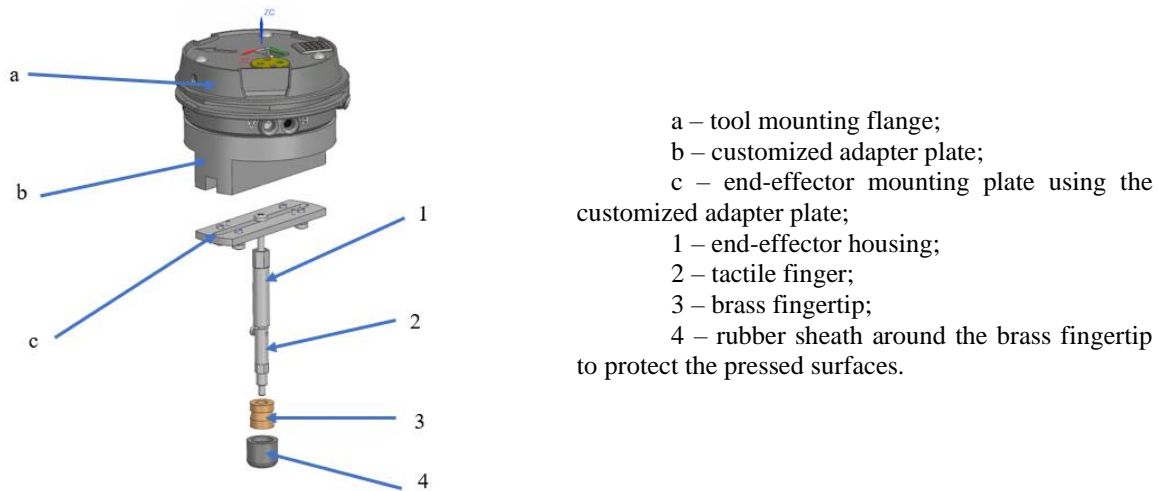 ZC
a
b
c
1
2
3
4
a – tool mounting flange;
b – customized adapter plate;
c – end-effector mounting plate using the
customized adapter plate;
1 – end-effector housing;
2 – tactile finger;
3 – brass fingertip;
4 – rubber sheath around the brass fingertip
to protect the pressed surfaces.